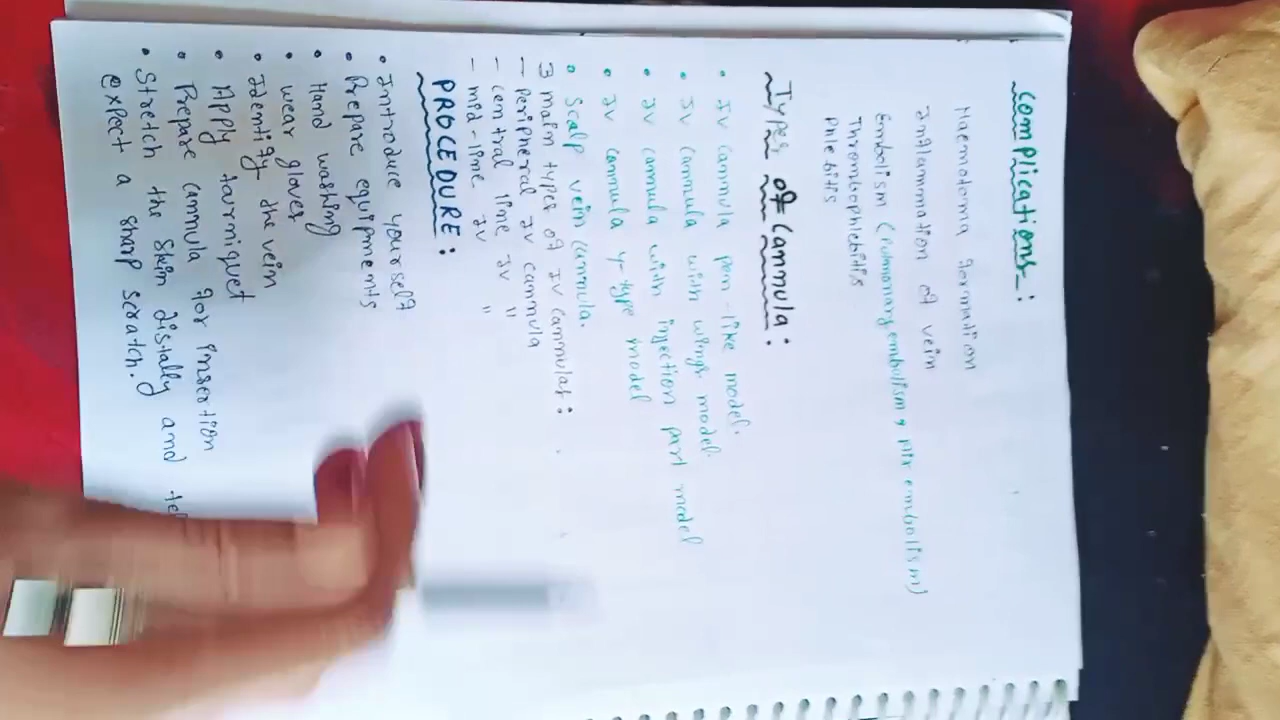 Complications :
Haemotoma formation
Inflammation of vein
Embolism (Pulmonary embolism, Air embolism)
Thrombophlebitis
Phlebitis
Types of Cannula :
• IV cannula pen-like model.
• IV cannula with wings model.
• IV cannula with injection part model
• IV cannula y-type model
• Scalp vein cannula.
3 main types of IV cannulas :
- Peripheral IV cannula
- central line IV "
- mid-line IV "
PROCEDURE :
• Introduce yourself
• Prepare equipments
• Hand washing
• wear gloves
• Identify the vein
• Apply tourniquet
• Prepare cannula for insertion
• Stretch the skin distally and
expect a sharp scratch.